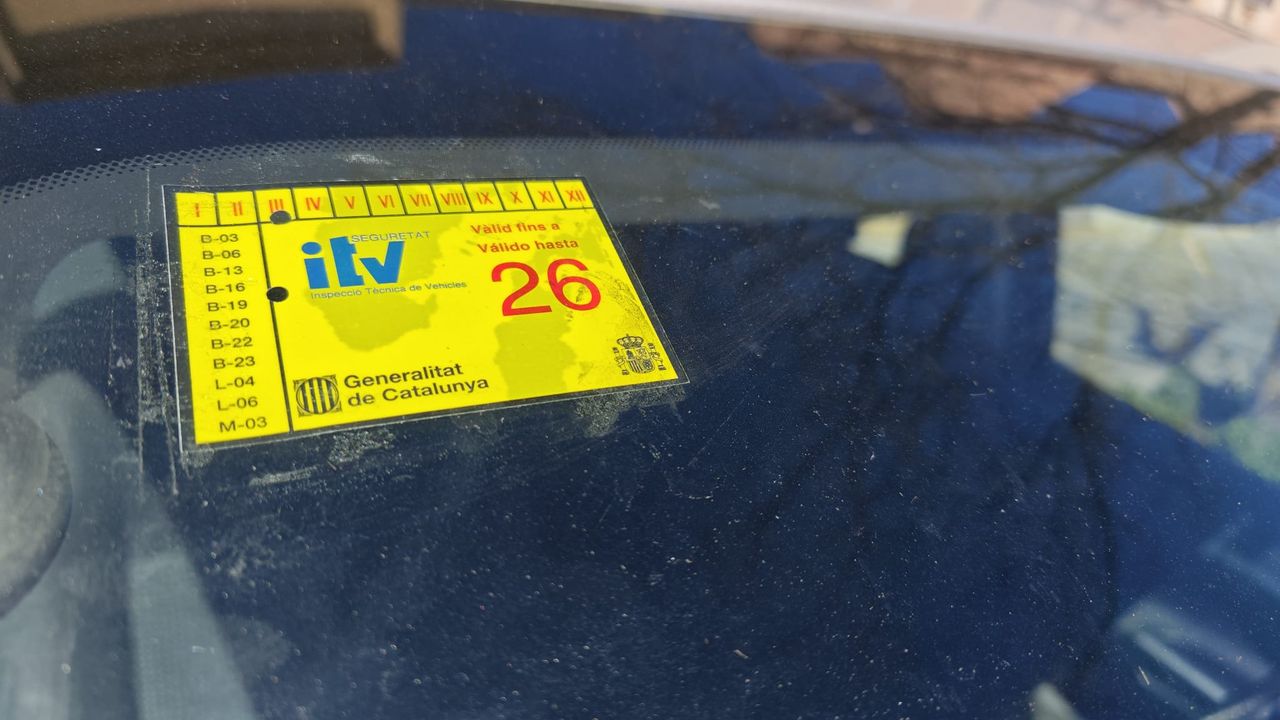 I II III IV V VI VII VIII IX X XI XII
B-03
B-06
B-13
B-16
B-19
B-20
B-22
B-23
L-04
L-06
M-03
SEGURETAT
itv
Inspecció Tècnica de Vehicles
Vàlid fins a
Válido hasta
26
Generalitat
de Catalunya